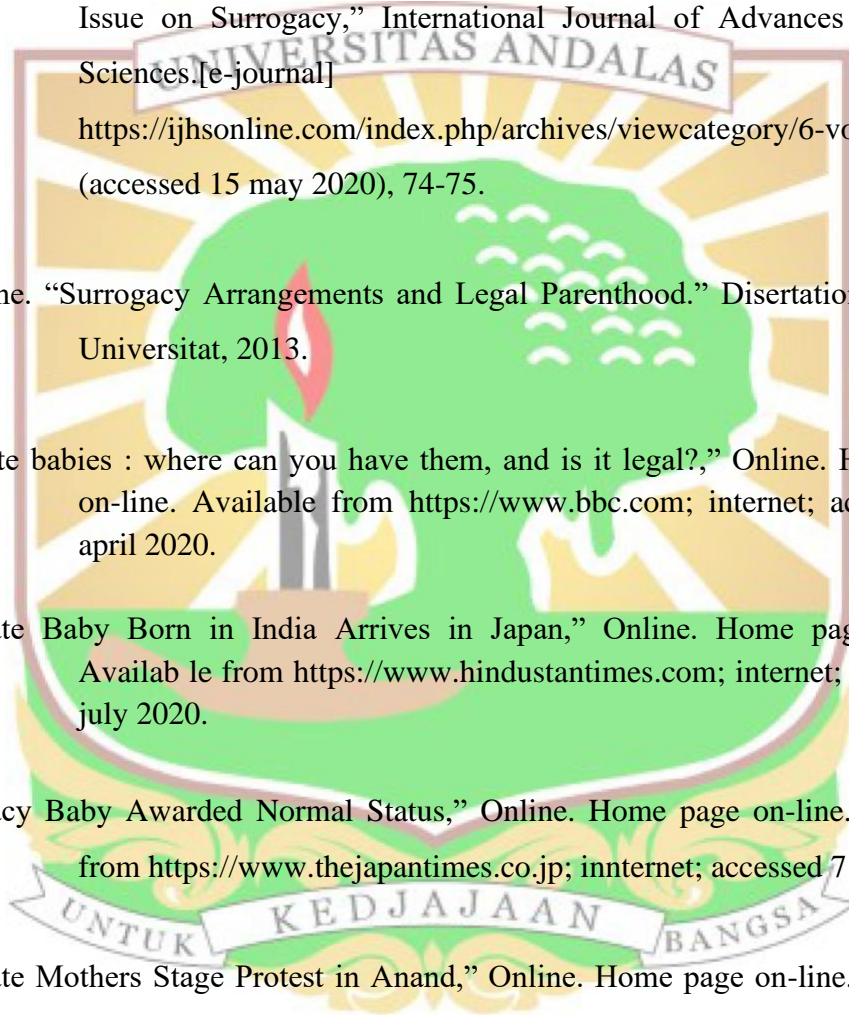 Issue on Surrogacy,” International Journal of Advances
UNIVERSITAS ANDALAS
Sciences.[e-journal]
https://ijhsonline.com/index.php/archives/viewcategory/6-vo
(accessed 15 may 2020), 74-75.
ne. “Surrogacy Arrangements and Legal Parenthood.” Disertation
Universitat, 2013.
te babies : where can you have them, and is it legal?,” Online. H
on-line. Available from https://www.bbc.com; internet; ac
april 2020.
ate Baby Born in India Arrives in Japan,” Online. Home pag
Availab le from https://www.hindustantimes.com; internet;
july 2020.
acy Baby Awarded Normal Status,” Online. Home page on-line.
from https://www.thejapantimes.co.jp; innternet; accessed 7
UNTUK KEDJAJAAN BANGSA
ate Mothers Stage Protest in Anand,” Online. Home page on-line.